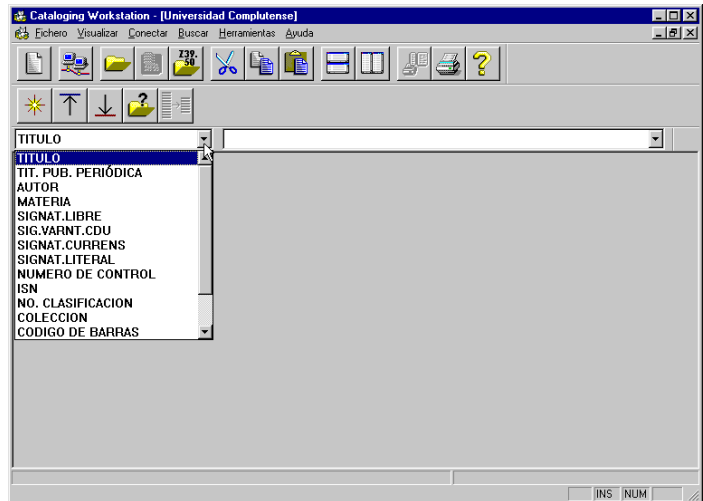 Cataloging Workstation - [Universidad Complutense]
Fichero Visualizar Conectar Buscar Herramientas Ayuda
Z39.
50
TITULO
TITULO
TIT. PUB. PERIÓDICA
AUTOR
MATERIA
SIGNAT.LIBRE
SIG.VARNT.CDU
SIGNAT.CURRENS
SIGNAT.LITERAL
NUMERO DE CONTROL
ISN
NO. CLASIFICACION
COLECCION
CODIGO DE BARRAS
INS NUM